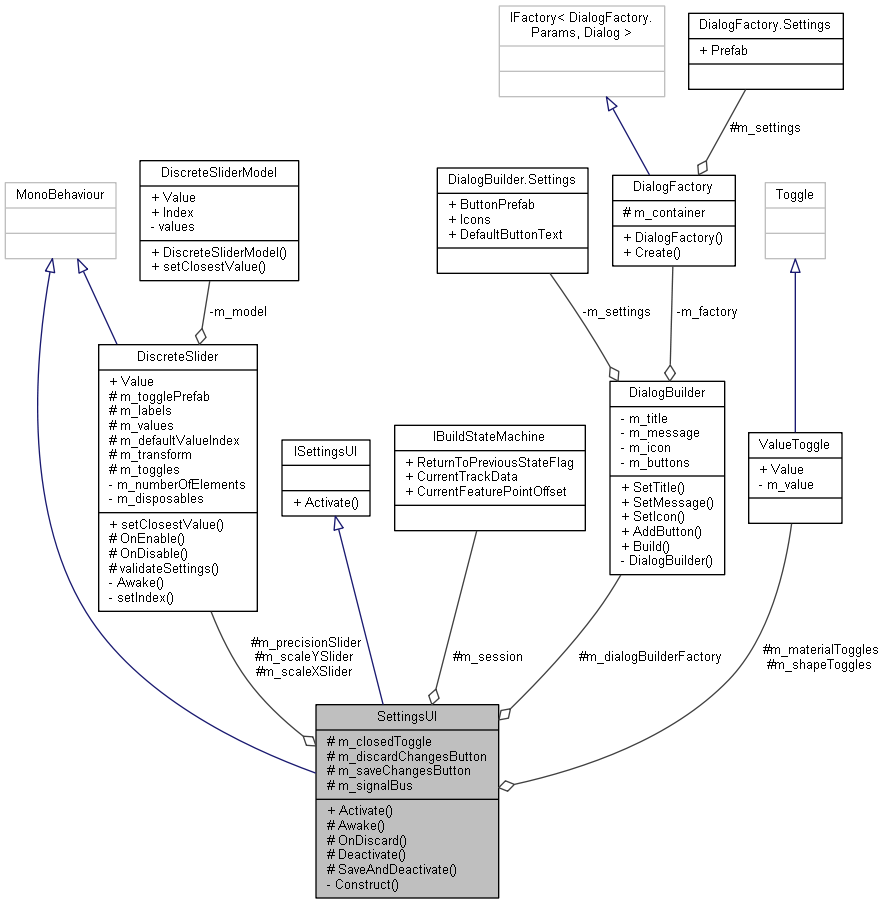 IFactory< DialogFactory.
Params, Dialog >
DialogFactory.Settings
+ Prefab
#m_settings
MonoBehaviour
DiscreteSliderModel
+ Value
+ Index
- values
+ DiscreteSliderModel()
+ setClosestValue()
DialogBuilder.Settings
+ ButtonPrefab
+ Icons
+ DefaultButtonText
DialogFactory
# m_container
+ DialogFactory()
+ Create()
Toggle
-m_model
-m_settings
-m_factory
DiscreteSlider
+ Value
# m_togglePrefab
# m_labels
# m_values
# m_defaultValueIndex
# m_transform
# m_toggles
- m_numberOfElements
- m_disposables
+ setClosestValue()
# OnEnable()
# OnDisable()
# validateSettings()
- Awake()
- setIndex()
ISettingsUI
+ Activate()
IBuildStateMachine
+ ReturnToPreviousStateFlag
+ CurrentTrackData
+ CurrentFeaturePointOffset
DialogBuilder
- m_title
- m_message
- m_icon
- m_buttons
+ SetTitle()
+ SetMessage()
+ SetIcon()
+ AddButton()
+ Build()
- DialogBuilder()
ValueToggle
+ Value
- m_value
#m_precisionSlider
#m_scaleYSlider
#m_scaleXSlider
#m_session
#m_dialogBuilderFactory
#m_materialToggles
#m_shapeToggles
SettingsUI
# m_closedToggle
# m_discardChangesButton
# m_saveChangesButton
# m_signalBus
+ Activate()
# Awake()
# OnDiscard()
# Deactivate()
# SaveAndDeactivate()
- Construct()